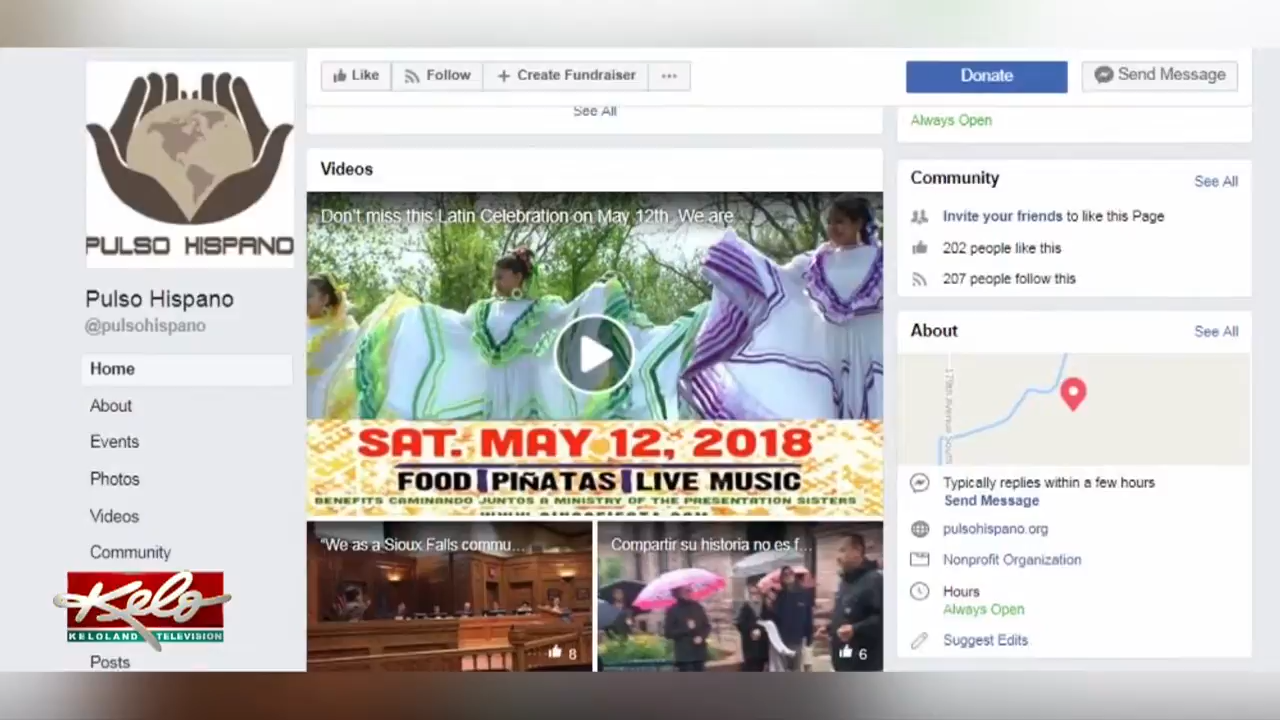 PULSO HISPANO
Pulso Hispano
@pulsohispano
Home
About
Events
Photos
Videos
Community
Posts
Kelo
KELOLAND TELEVISION
Like
Follow
+ Create Fundraiser
...
See All
Videos
Don't miss this Latin Celebration on May 12th. We are
SAT. MAY 12, 2018
FOOD | PIÑATAS | LIVE MUSIC
BENEFITS CAMINANDO JUNTOS A MINISTRY OF THE PRESENTATION SISTERS
"We as a Sioux Falls commu...
8
Compartir su historia no es f...
6
Donate
Send Message
Always Open
Community
See All
Invite your friends to like this Page
202 people like this
207 people follow this
About
See All
Typically replies within a few hours
Send Message
pulsohispano.org
Nonprofit Organization
Hours
Always Open
Suggest Edits